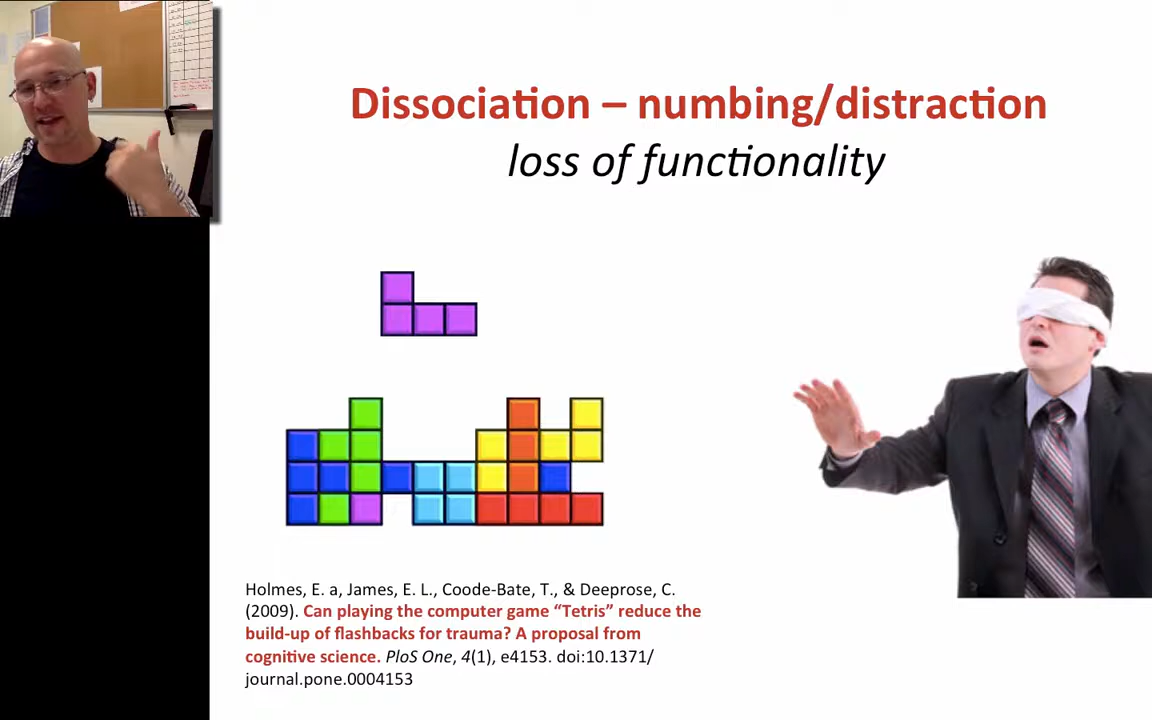 Dissociation – numbing/distraction
loss of functionality
Holmes, E. a, James, E. L., Coode-Bate, T., & Deeprose, C.
(2009). Can playing the computer game “Tetris” reduce the
build-up of flashbacks for trauma? A proposal from
cognitive science. PloS One, 4(1), e4153. doi:10.1371/
journal.pone.0004153